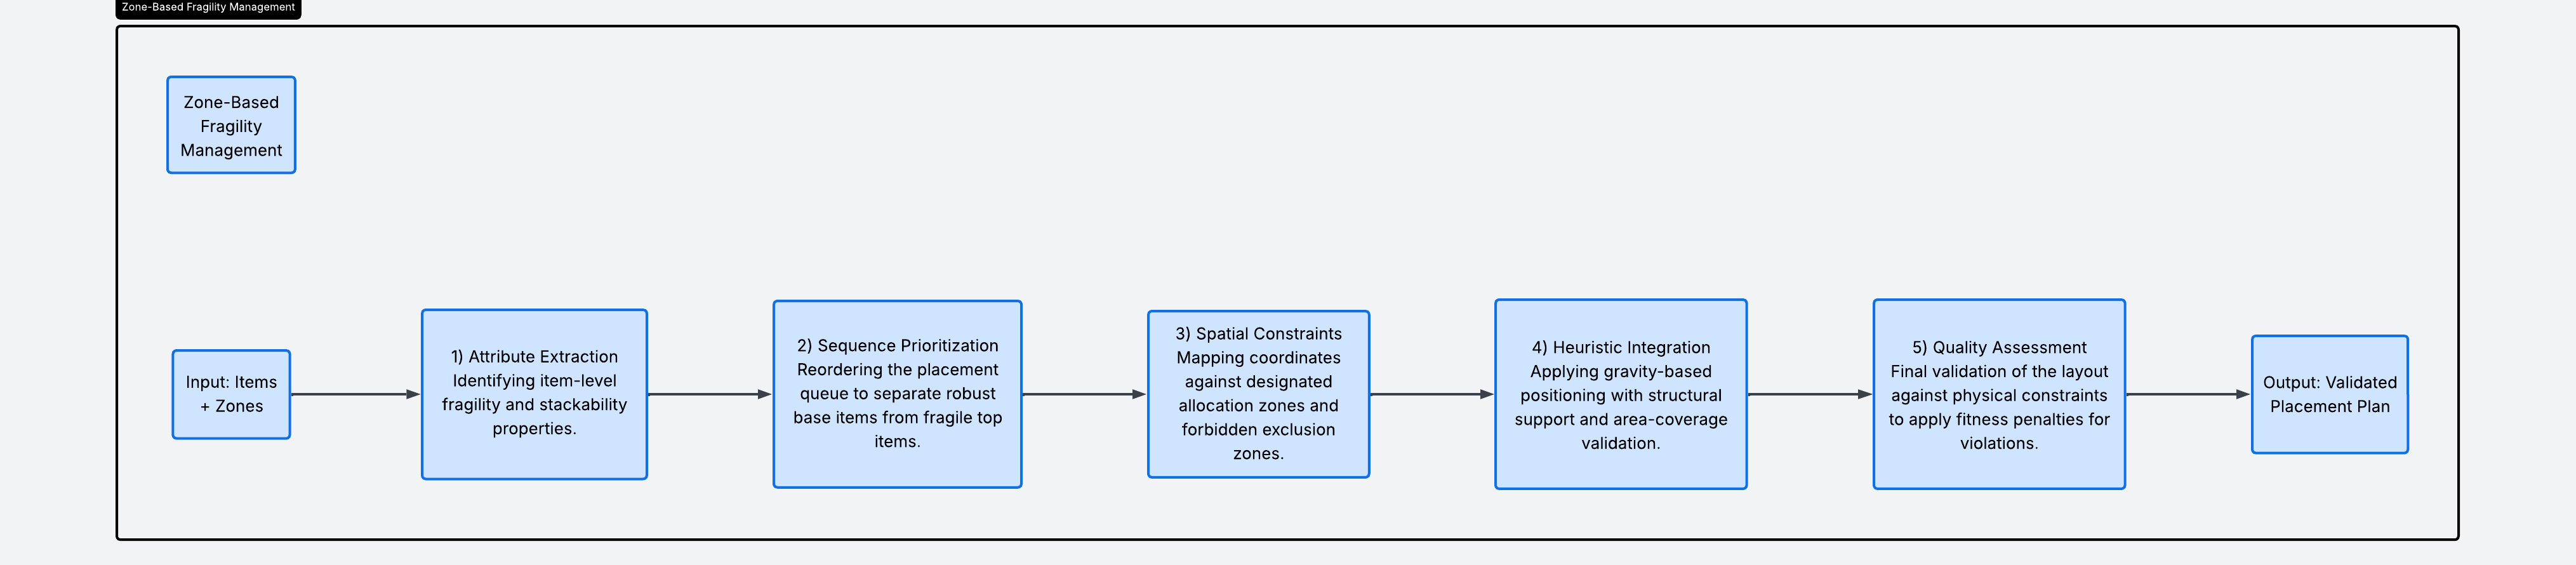 Zone-Based Fragility Management
Zone-Based
Fragility
Management
Input: Items
+ Zones
1) Attribute Extraction
Identifying item-level
fragility and stackability
properties.
2) Sequence Prioritization
Reordering the placement
queue to separate robust
base items from fragile top
items.
3) Spatial Constraints
Mapping coordinates
against designated
allocation zones and
forbidden exclusion
zones.
4) Heuristic Integration
Applying gravity-based
positioning with structural
support and area-coverage
validation.
5) Quality Assessment
Final validation of the layout
against physical constraints
to apply fitness penalties for
violations.
Output: Validated
Placement Plan